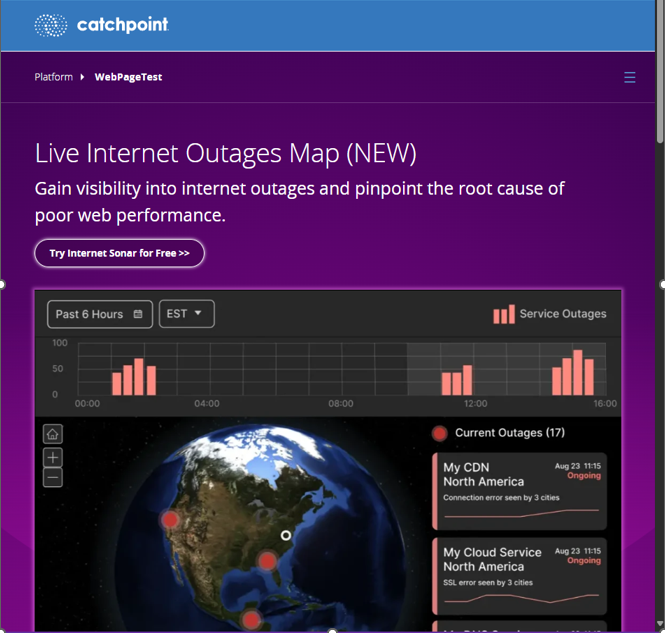 catchpoint
Platform
WebPageTest
Live Internet Outages Map (NEW)
Gain visibility into internet outages and pinpoint the root cause of
poor web performance.
Try Internet Sonar for Free >>
Past 6 Hours
EST
Service Outages
100
50
0
00:00 04:00 08:00 12:00 16:00
Current Outages (17)
My CDN
North America
Aug 23 11:15
Ongoing
Connection error seen by 3 cities
My Cloud Service
North America
Aug 23 11:15
Ongoing
SSL error seen by 3 cities